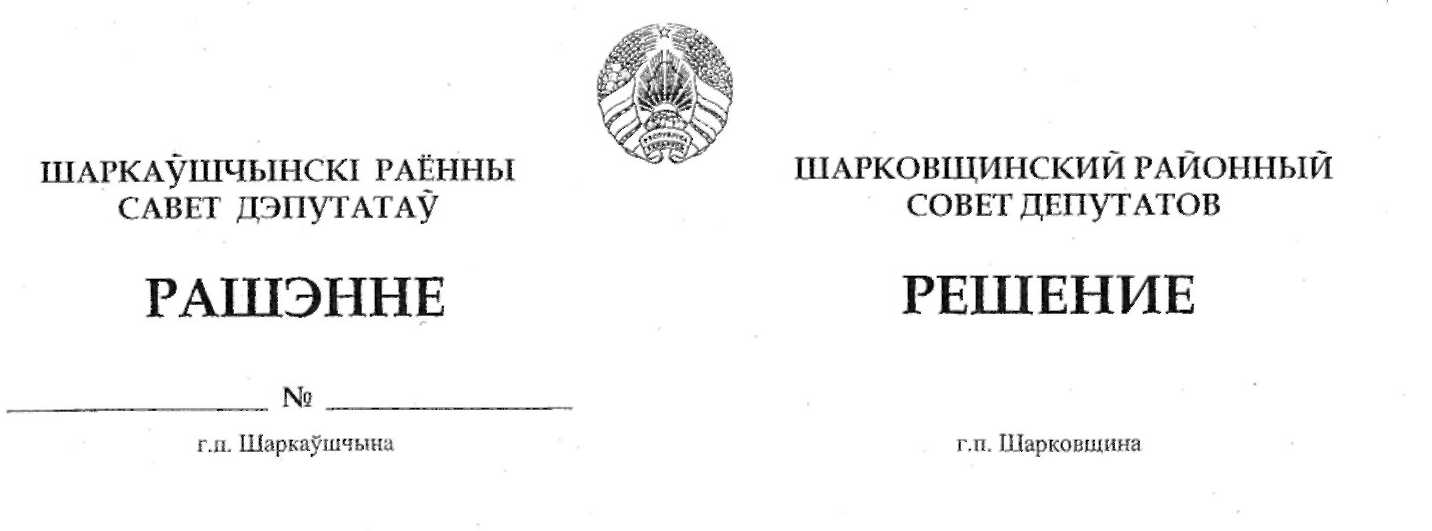 ШАРКАЎШЧЫНСКІ РАЁННЫ
САВЕТ ДЭПУТАТАЎ
РАШЭННЕ
№
г.п. Шаркаўшчына
ШАРКОВЩИНСКИЙ РАЙОННЫЙ
СОВЕТ ДЕПУТАТОВ
РЕШЕНИЕ
г.п. Шарковщина